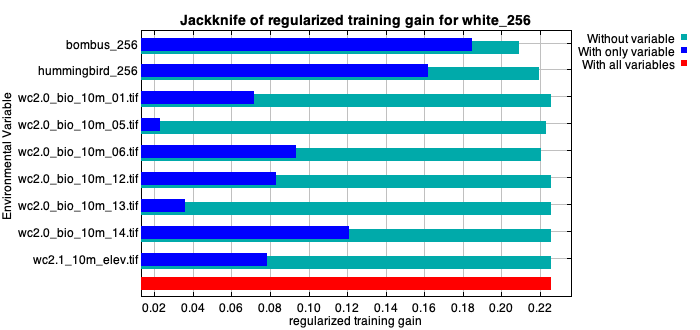 Jackknife of regularized training gain for white_256
Without variable
With only variable
With all variables
Environmental Variable
bombus_256
hummingbird_256
wc2.0_bio_10m_01.tif
wc2.0_bio_10m_05.tif
wc2.0_bio_10m_06.tif
wc2.0_bio_10m_12.tif
wc2.0_bio_10m_13.tif
wc2.0_bio_10m_14.tif
wc2.1_10m_elev.tif
0.02 0.04 0.06 0.08 0.10 0.12 0.14 0.16 0.18 0.20 0.22
regularized training gain